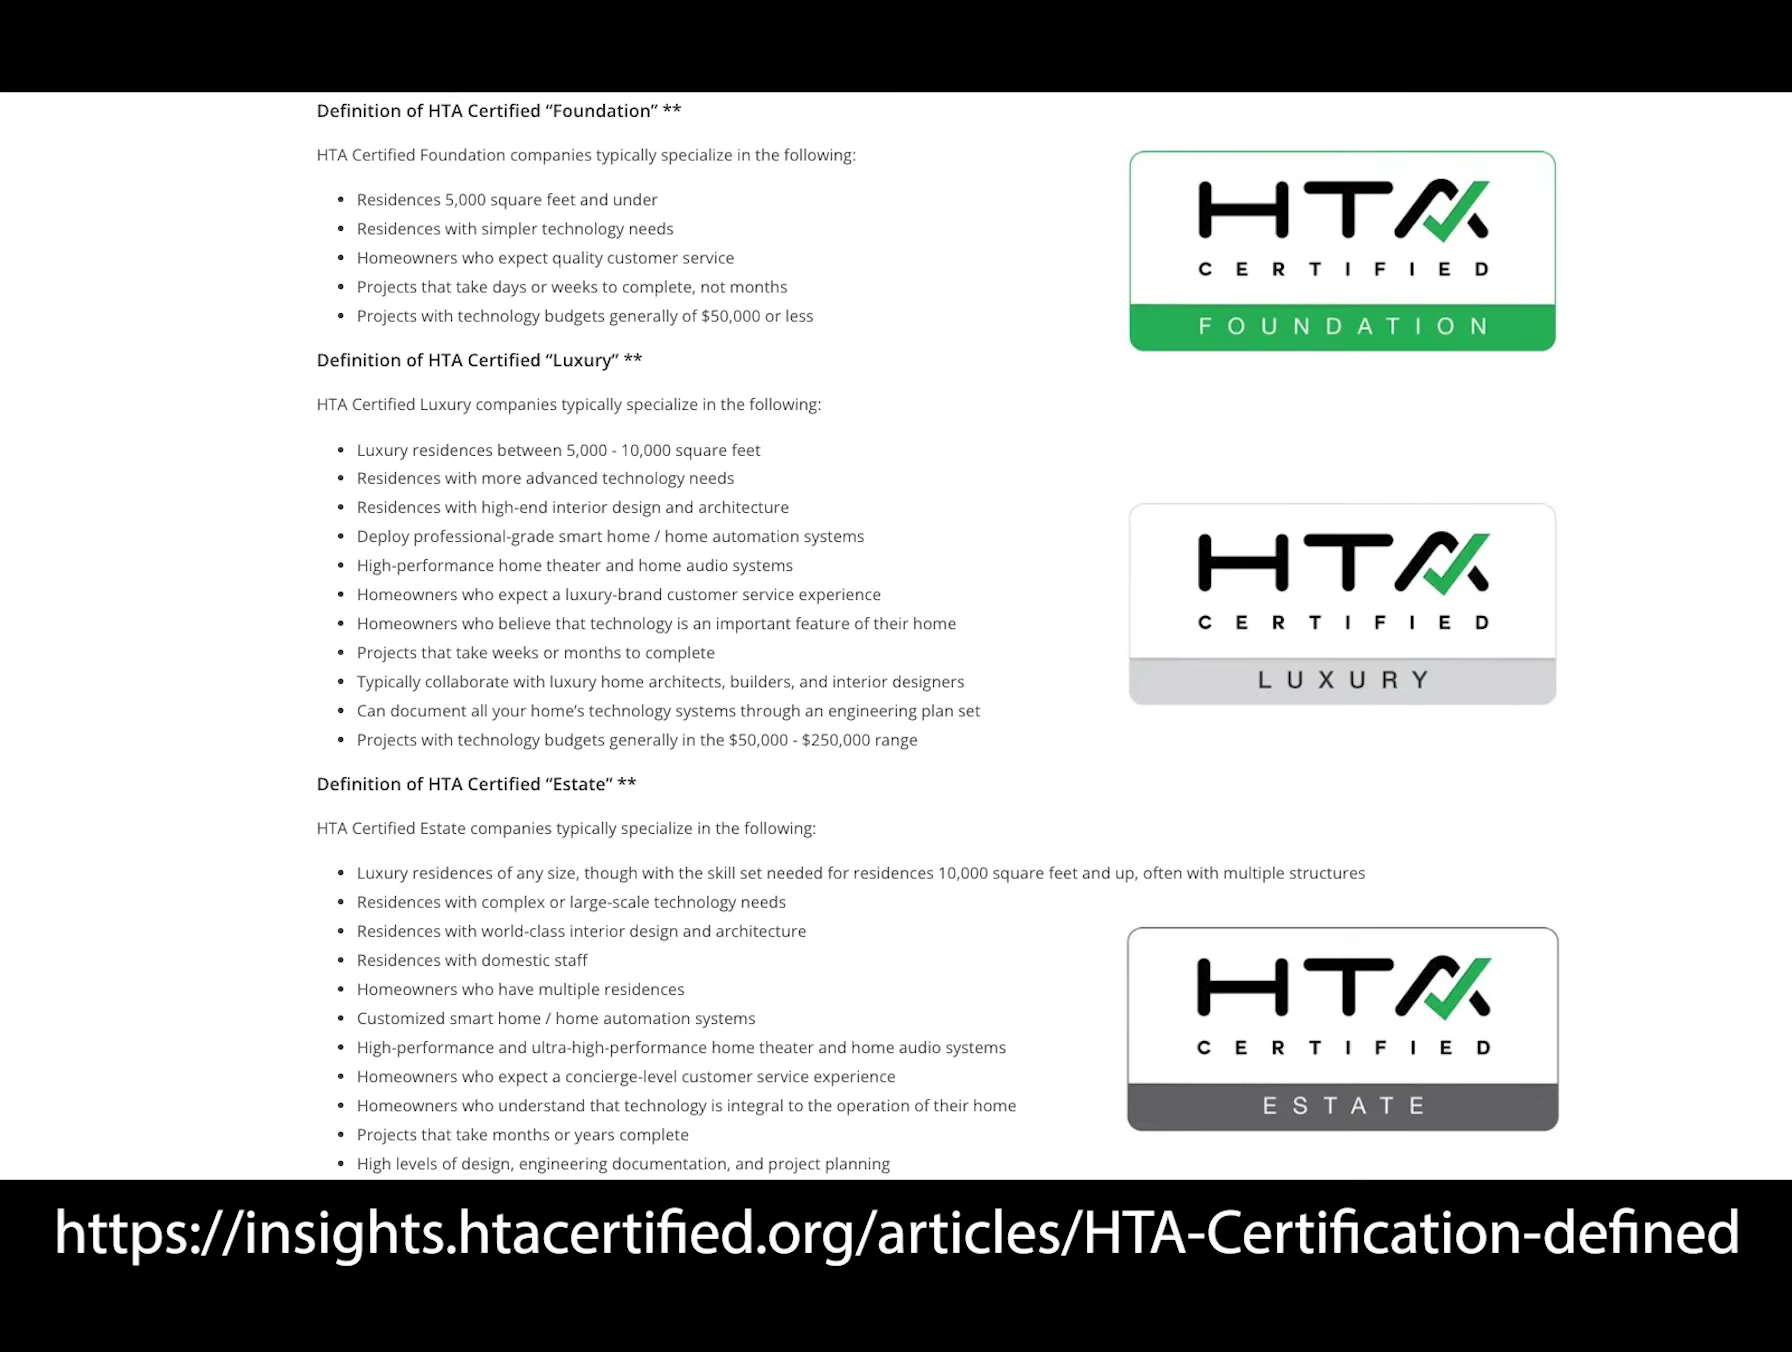 Definition of HTA Certified “Foundation” **
HTA Certified Foundation companies typically specialize in the following:
• Residences 5,000 square feet and under
• Residences with simpler technology needs
• Homeowners who expect quality customer service
• Projects that take days or weeks to complete, not months
• Projects with technology budgets generally of $50,000 or less
HTA
CERTIFIED
FOUNDATION
Definition of HTA Certified “Luxury” **
HTA Certified Luxury companies typically specialize in the following:
• Luxury residences between 5,000 - 10,000 square feet
• Residences with more advanced technology needs
• Residences with high-end interior design and architecture
• Deploy professional-grade smart home / home automation systems
• High-performance home theater and home audio systems
• Homeowners who expect a luxury-brand customer service experience
• Homeowners who believe that technology is an important feature of their home
• Projects that take weeks or months to complete
• Typically collaborate with luxury home architects, builders, and interior designers
• Can document all your home’s technology systems through an engineering plan set
• Projects with technology budgets generally in the $50,000 - $250,000 range
HTA
CERTIFIED
LUXURY
Definition of HTA Certified “Estate” **
HTA Certified Estate companies typically specialize in the following:
• Luxury residences of any size, though with the skill set needed for residences 10,000 square feet and up, often with multiple structures
• Residences with complex or large-scale technology needs
• Residences with world-class interior design and architecture
• Residences with domestic staff
• Homeowners who have multiple residences
• Customized smart home / home automation systems
• High-performance and ultra-high-performance home theater and home audio systems
• Homeowners who expect a concierge-level customer service experience
• Homeowners who understand that technology is integral to the operation of their home
• Projects that take months or years complete
• High levels of design, engineering documentation, and project planning
HTA
CERTIFIED
ESTATE
https://insights.htacertified.org/articles/HTA-Certification-defined